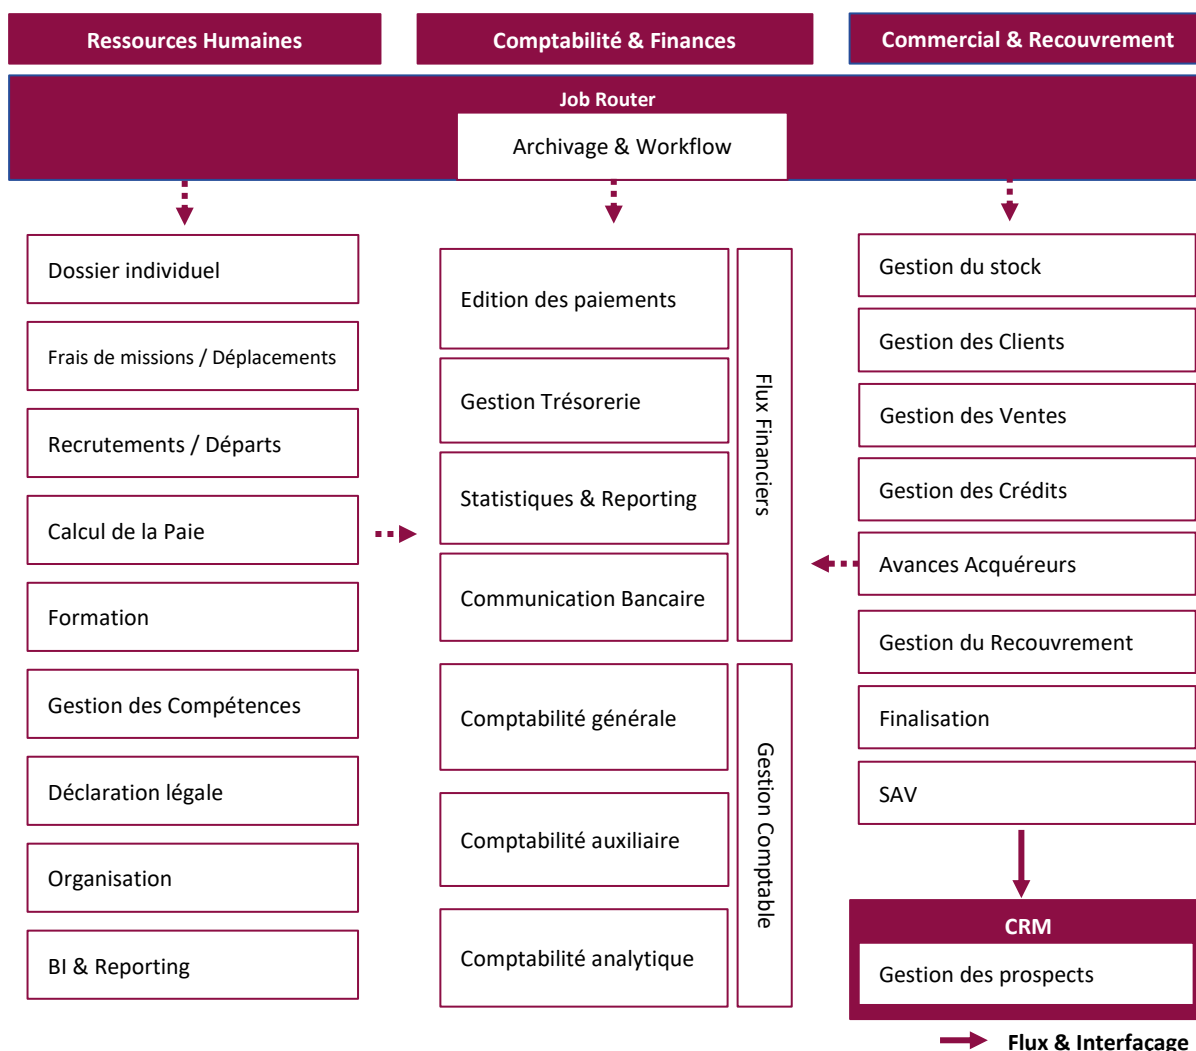 Ressources Humaines
Comptabilité & Finances
Commercial & Recouvrement
Job Router
Archivage & Workflow
Dossier individuel
Frais de missions / Déplacements
Recrutements / Départs
Calcul de la Paie
Formation
Gestion des Compétences
Déclaration légale
Organisation
BI & Reporting
Edition des paiements
Gestion Trésorerie
Statistiques & Reporting
Communication Bancaire
Flux Financiers
Comptabilité générale
Comptabilité auxiliaire
Comptabilité analytique
Gestion Comptable
Gestion du stock
Gestion des Clients
Gestion des Ventes
Gestion des Crédits
Avances Acquéreurs
Gestion du Recouvrement
Finalisation
SAV
CRM
Gestion des prospects
Flux & Interfaçage